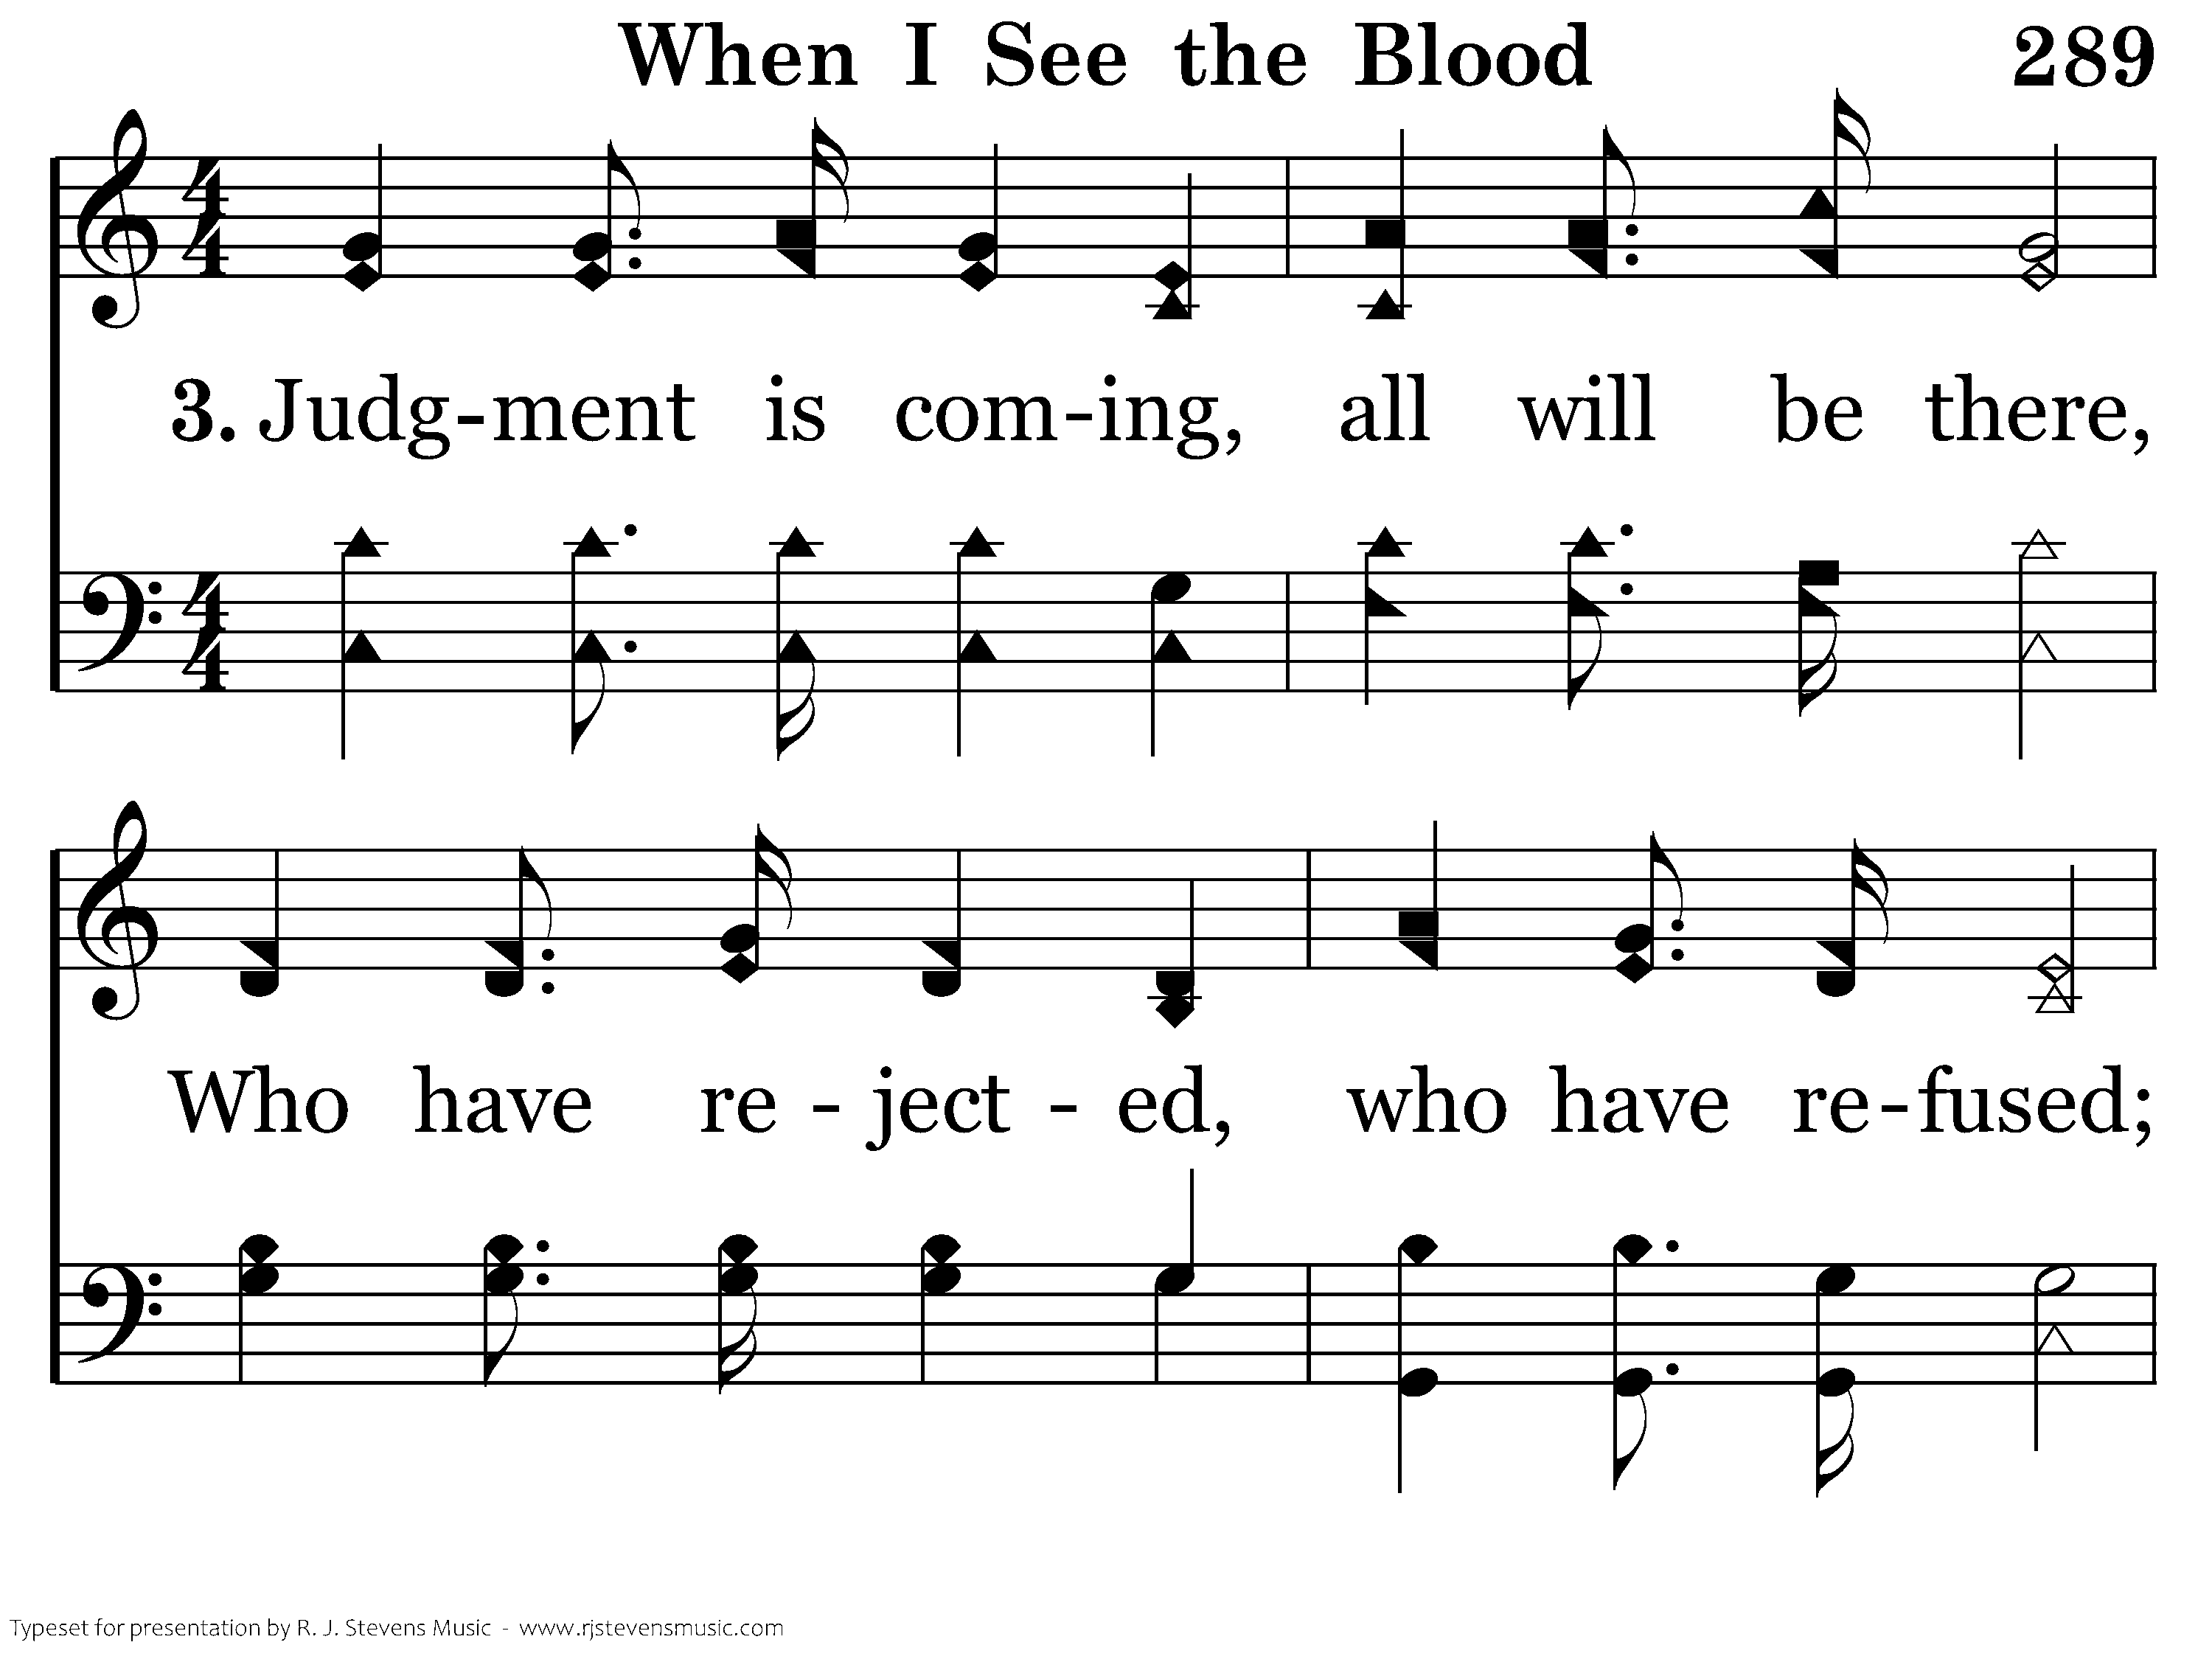 When I See the Blood 289
3. Judg-ment is com-ing, all will be there,
Who have re - ject - ed, who have re-fused;
Typeset for presentation by R. J. Stevens Music - www.rjstevensmusic.com